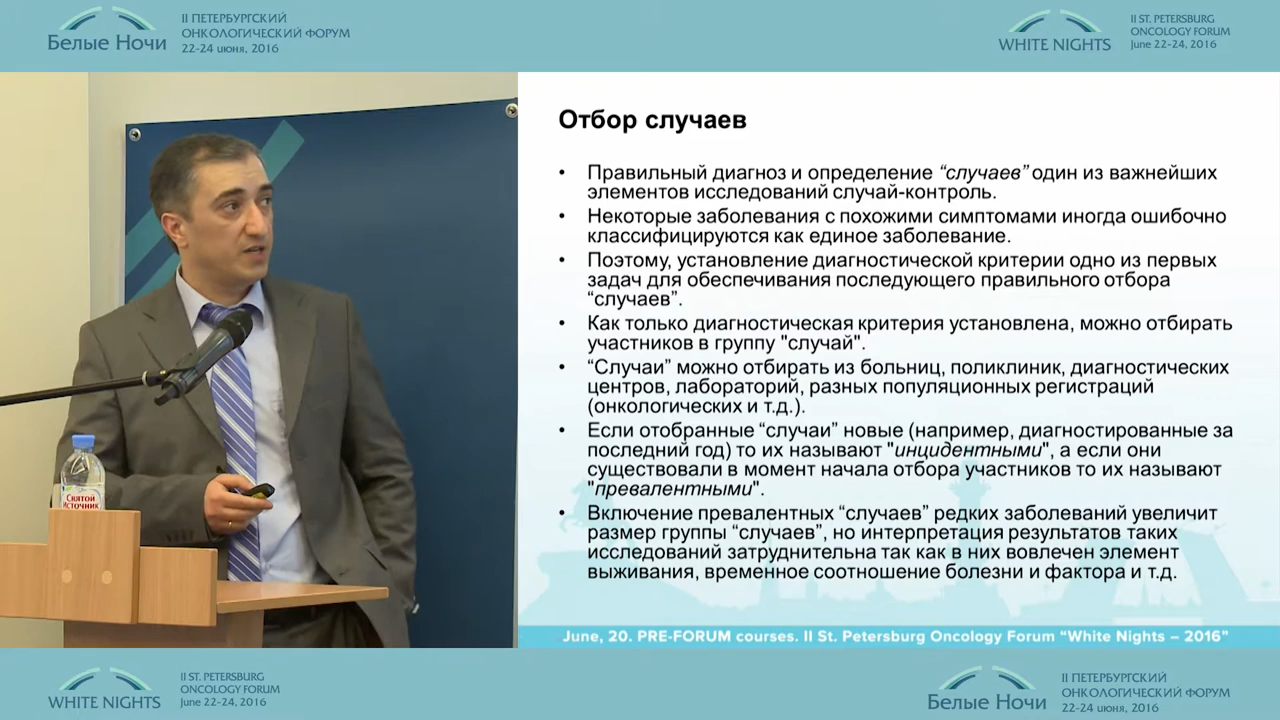 Белые Ночи
II ПЕТЕРБУРГСКИЙ
ОНКОЛОГИЧЕСКИЙ ФОРУМ
22-24 июня, 2016
WHITE NIGHTS
II ST. PETERSBURG
ONCOLOGY FORUM
June 22-24, 2016
Отбор случаев
• Правильный диагноз и определение “случаев” один из важнейших
элементов исследований случай-контроль.
• Некоторые заболевания с похожими симптомами иногда ошибочно
классифицируются как единое заболевание.
• Поэтому, установление диагностической критерии одно из первых
задач для обеспечивания последующего правильного отбора
“случаев”.
• Как только диагностическая критерия установлена, можно отбирать
участников в группу "случай".
• “Случаи” можно отбирать из больниц, поликлиник, диагностических
центров, лабораторий, разных популяционных регистраций
(онкологических и т.д.).
• Если отобранные “случаи” новые (например, диагностированные за
последний год) то их называют "инцидентными", а если они
существовали в момент начала отбора участников то их называют
"превалентными".
• Включение превалентных “случаев” редких заболеваний увеличит
размер группы “случаев”, но интерпретация результатов таких
исследований затруднительна так как в них вовлечен элемент
выживания, временное соотношение болезни и фактора и т.д.
June, 20. PRE-FORUM courses. II St. Petersburg Oncology Forum “White Nights – 2016”
Святой
Источник
WHITE NIGHTS
II ST. PETERSBURG
ONCOLOGY FORUM
June 22-24, 2016
Белые Ночи
II ПЕТЕРБУРГСКИЙ
ОНКОЛОГИЧЕСКИЙ ФОРУМ
22-24 июня, 2016